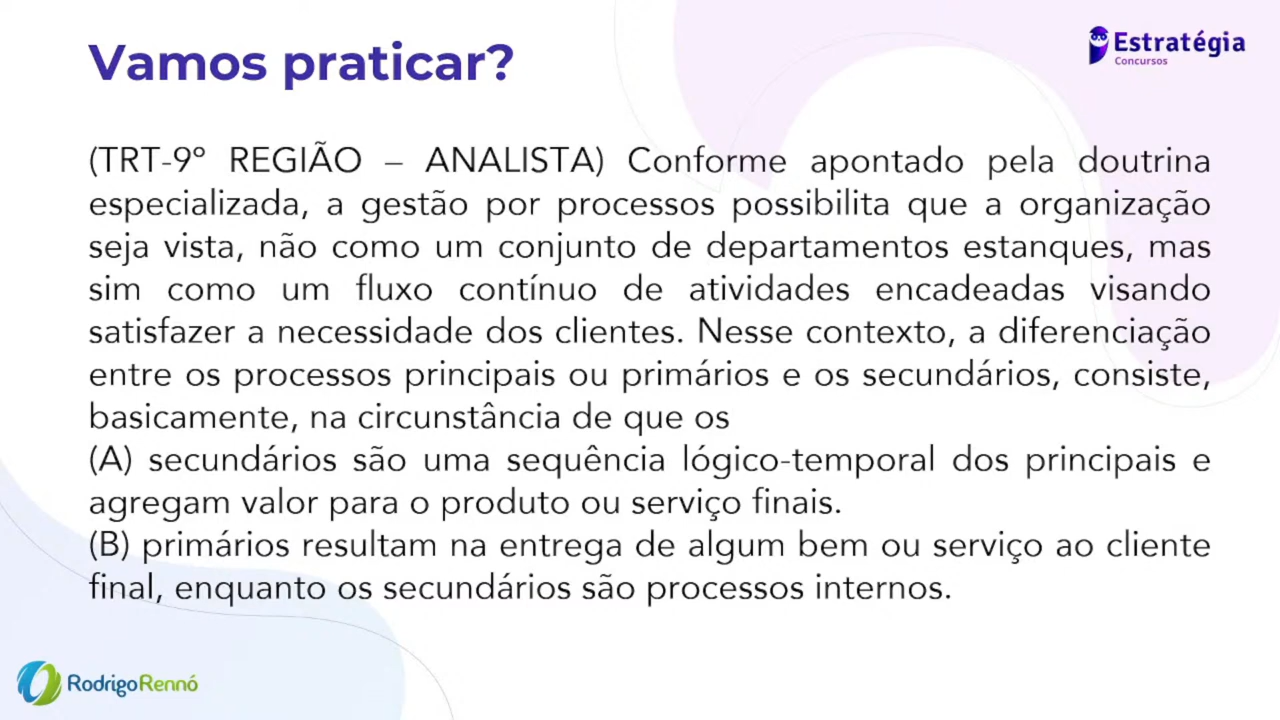 Vamos praticar?
Estratégia
Concursos
(TRT-9º REGIÃO – ANALISTA) Conforme apontado pela doutrina
especializada, a gestão por processos possibilita que a organização
seja vista, não como um conjunto de departamentos estanques, mas
sim como um fluxo contínuo de atividades encadeadas visando
satisfazer a necessidade dos clientes. Nesse contexto, a diferenciação
entre os processos principais ou primários e os secundários, consiste,
basicamente, na circunstância de que os
(A) secundários são uma sequência lógico-temporal dos principais e
agregam valor para o produto ou serviço finais.
(B) primários resultam na entrega de algum bem ou serviço ao cliente
final, enquanto os secundários são processos internos.
RodrigoRennó